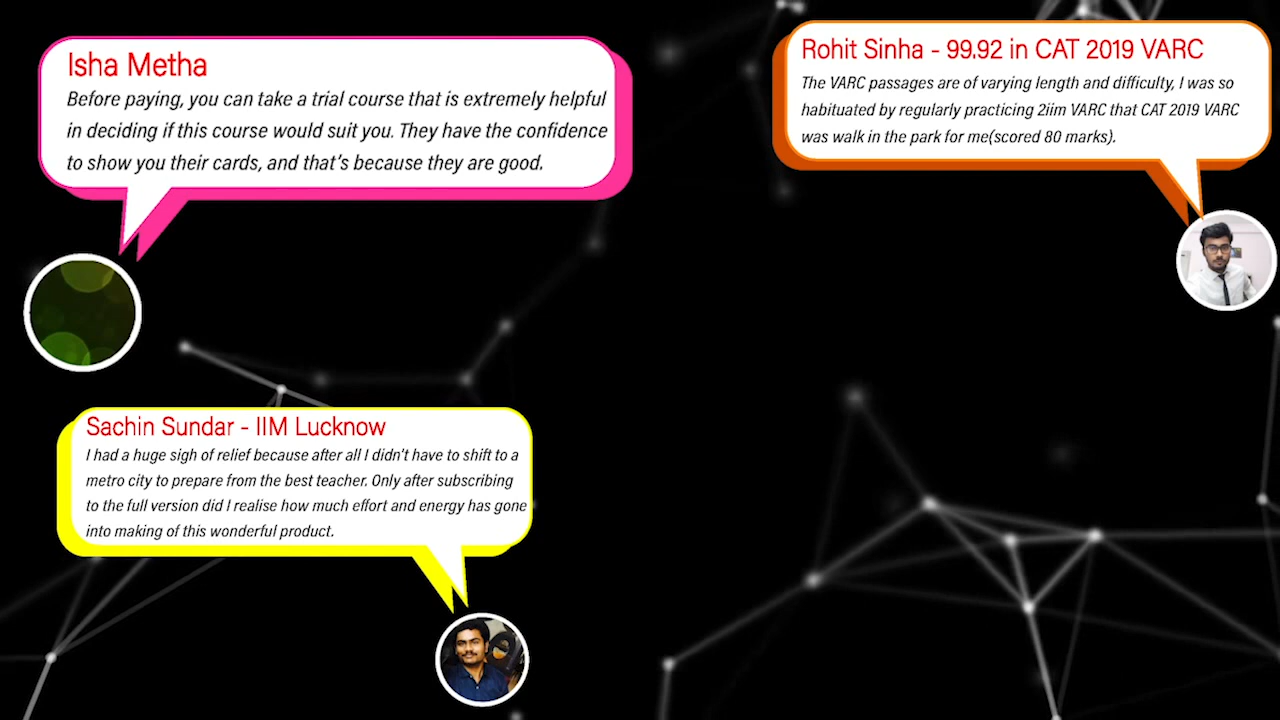 Isha Metha
Before paying, you can take a trial course that is extremely helpful
in deciding if this course would suit you. They have the confidence
to show you their cards, and that's because they are good.
Rohit Sinha - 99.92 in CAT 2019 VARC
The VARC passages are of varying length and difficulty, I was so
habituated by regularly practicing 2iim VARC that CAT 2019 VARC
was walk in the park for me(scored 80 marks).
Sachin Sundar - IIM Lucknow
I had a huge sigh of relief because after all I didn't have to shift to a
metro city to prepare from the best teacher. Only after subscribing
to the full version did I realise how much effort and energy has gone
into making of this wonderful product.